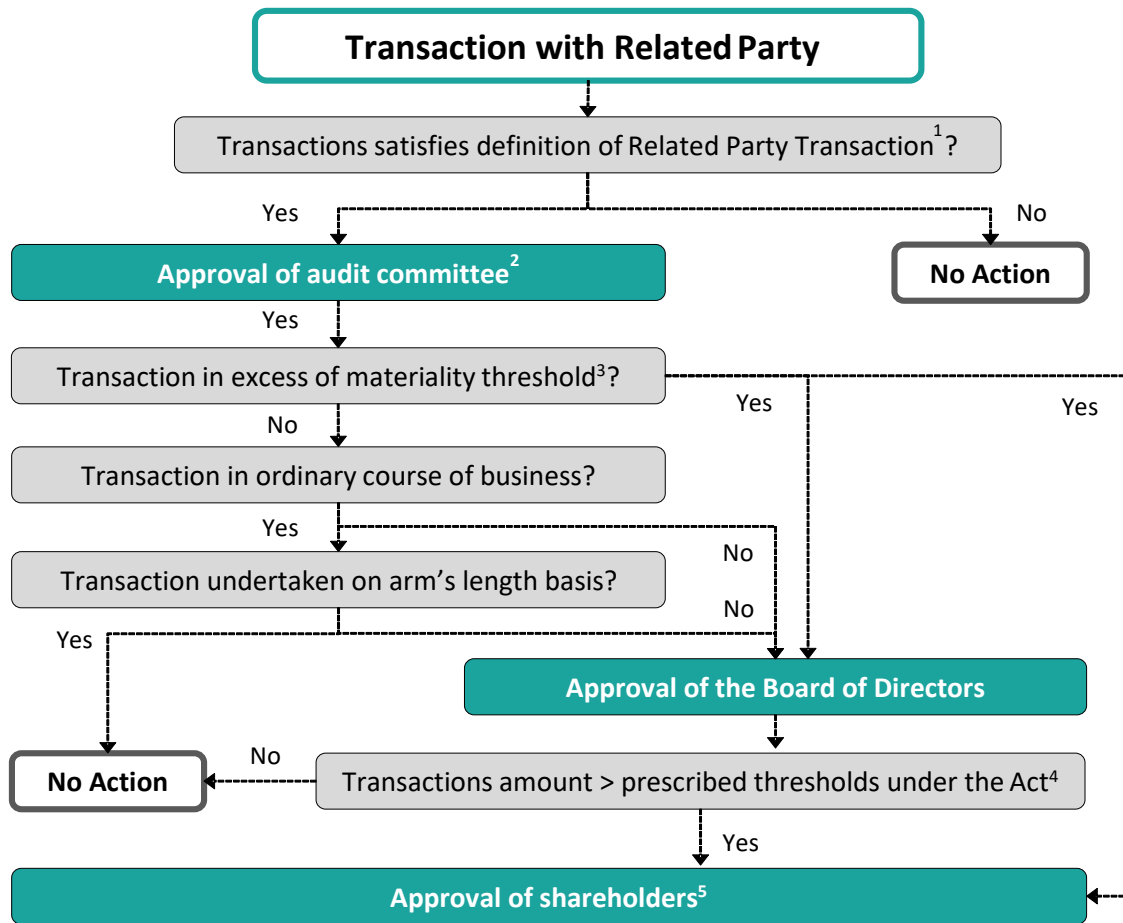 Transaction with Related Party
Transactions satisfies definition of Related Party Transaction¹?
Yes
No
Approval of audit committee²
No Action
Yes
Transaction in excess of materiality threshold³?
Yes
Yes
No
Transaction in ordinary course of business?
Yes
No
Transaction undertaken on arm’s length basis?
No
Yes
Approval of the Board of Directors
No
No Action
Transactions amount > prescribed thresholds under the Act⁴
Yes
Approval of shareholders⁵